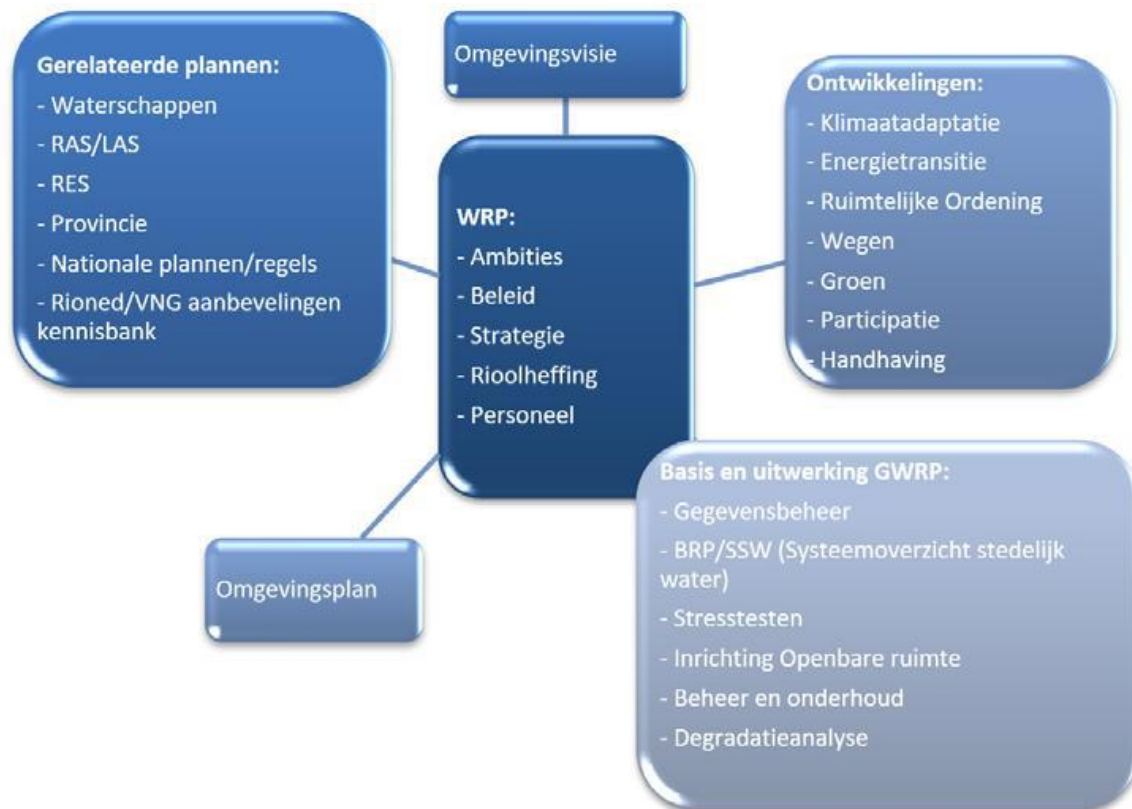 Omgevingsvisie
Gerelateerde plannen:
- Waterschappen
- RAS/LAS
- RES
- Provincie
- Nationale plannen/regels
- Rioned/VNG aanbevelingen
kennisbank
WRP:
- Ambities
- Beleid
- Strategie
- Rioolheffing
- Personeel
Ontwikkelingen:
- Klimaatadaptatie
- Energietransitie
- Ruimtelijke Ordening
- Wegen
- Groen
- Participatie
- Handhaving
Omgevingsplan
Basis en uitwerking GWRP:
- Gegevensbeheer
- BRP/SSW (Systeemoverzicht stedelijk
water)
- Stresstesten
- Inrichting Openbare ruimte
- Beheer en onderhoud
- Degradatieanalyse